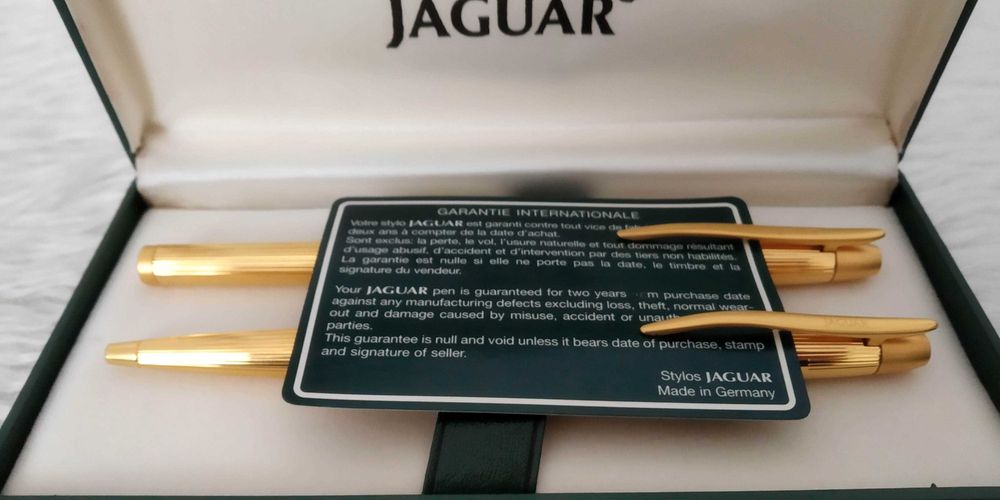 JAGUAR
GARANTIE INTERNATIONALE
Votre stylo JAGUAR est garanti contre tout vice de
deux ans à compter de la date d'achat.
Sont exclus: la perte, le vol, l'usure naturelle et tout dommage résultant
d'usage abusif, d'accident et d'intervention par des tiers non habilités.
La garantie est nulle si elle ne porte pas la date, le timbre et la
signature du vendeur.
Your JAGUAR pen is guaranteed for two years purchase date
against any manufacturing defects excluding loss, theft, normal wear-
out and damage caused by misuse, accident or
parties.
This guarantee is null and void unless it bears date of purchase, stamp
and signature of seller.
Stylos JAGUAR
Made in Germany
JAGUAR